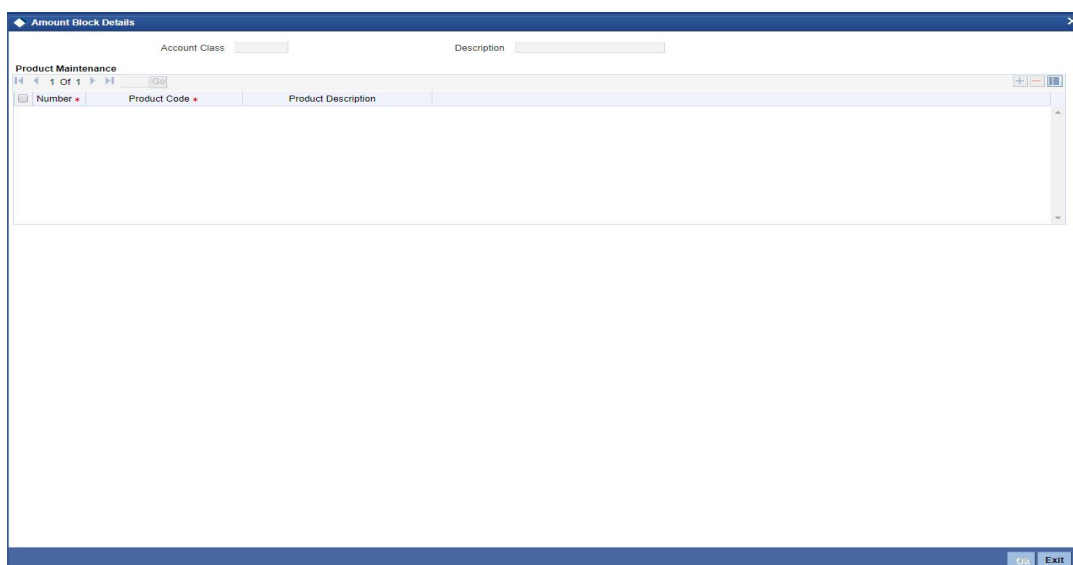 Amount Block Details
Account Class
Description
Product Maintenance
1 Of 1
Go
Number *
Product Code *
Product Description
Ok
Exit